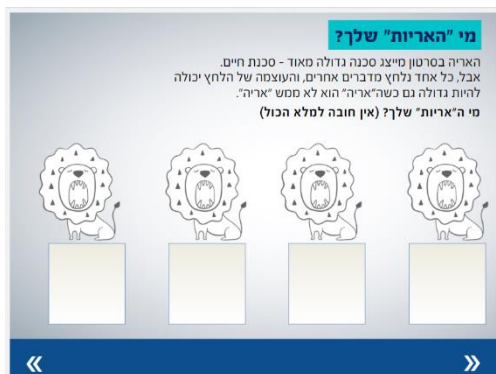 מי "האריות" שלך?
האריה בסרטון מייצג סכנה גדולה מאוד - סכנת חיים.
אבל, כל אחד נלחץ מדברים אחרים, והעוצמה של הלחץ יכולה
להיות גדולה גם כשה"אריה" הוא לא ממש "אריה".
מי ה"אריות" שלך? (אין חובה למלא הכול)